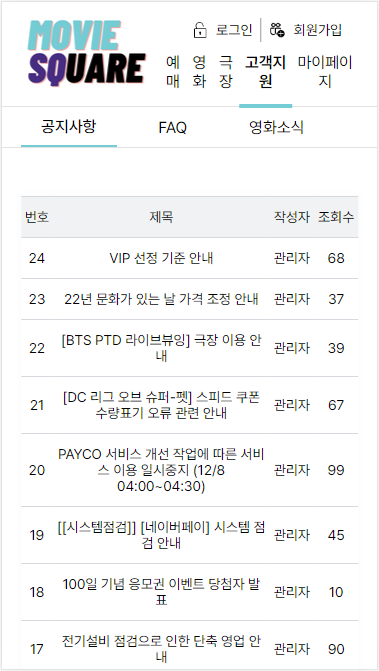 MOVIE
SQUARE
로그인 회원가입
예매 영화 극장 고객지원 마이페이지
공지사항 FAQ 영화소식
번호 제목 작성자 조회수
24 VIP 선정 기준 안내 관리자 68
23 22년 문화가 있는 날 가격 조정 안내 관리자 37
22 [BTS PTD 라이브뷰잉] 극장 이용 안
내 관리자 39
21 [DC 리그 오브 슈퍼-펫] 스피드 쿠폰
수량표기 오류 관련 안내 관리자 67
20 PAYCO 서비스 개선 작업에 따른 서비
스 이용 일시중지 (12/8
04:00~04:30) 관리자 99
19 [[시스템점검]] [네이버페이] 시스템 점
검 안내 관리자 45
18 100일 기념 응모권 이벤트 당첨자 발
표 관리자 10
17 전기설비 점검으로 인한 단축 영업 안
내 관리자 90